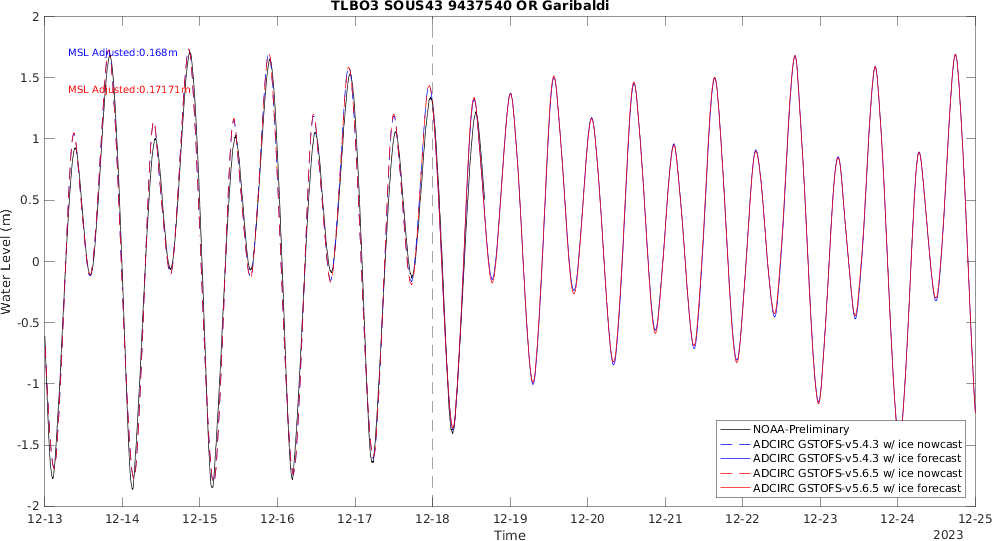 TLBO3 SOUS43 9437540 OR Garibaldi
MSL Adjusted:0.168m
MSL Adjusted:0.17171m
Water Level (m)
2
1.5
1
0.5
0
-0.5
-1
-1.5
-2
NOAA-Preliminary
ADCIRC GSTOFS-v5.4.3 w/ ice nowcast
ADCIRC GSTOFS-v5.4.3 w/ ice forecast
ADCIRC GSTOFS-v5.6.5 w/ ice nowcast
ADCIRC GSTOFS-v5.6.5 w/ ice forecast
12-13 12-14 12-15 12-16 12-17 12-18 12-19 12-20 12-21 12-22 12-23 12-24 12-25
Time
2023